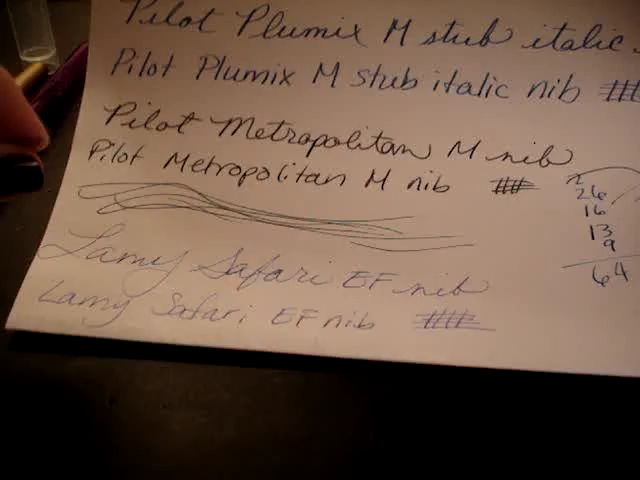 Pilot Plumix M stub italic
Pilot Plumix M stub italic nib
Pilot Metropolitan M nib
Pilot Metropolitan M nib
Lamy Safari EF nib
Lamy Safari EF nib
2
26
16
13
9
64